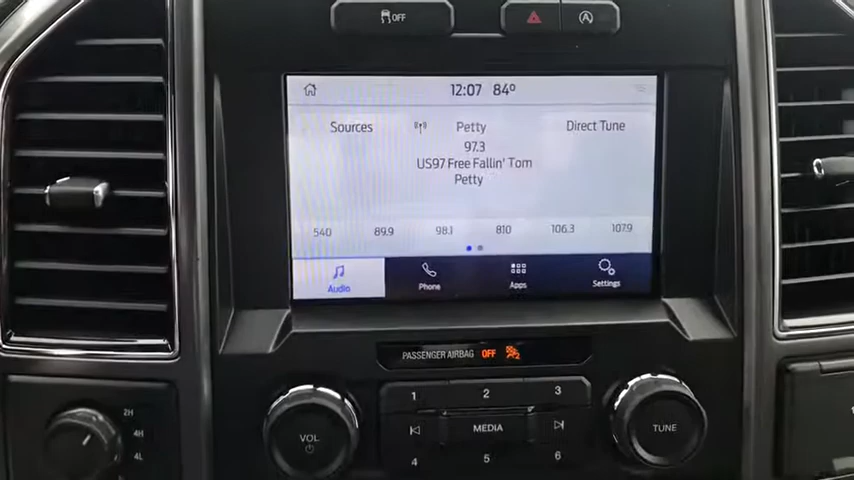 OFF
A
12:07 84°
Sources Petty Direct Tune
97.3
US97 Free Fallin' Tom
Petty
540 89.9 98.1 810 106.3 107.9
Audio Phone Apps Settings
PASSENGER AIRBAG OFF
1 2 3
MEDIA
4 5 6
VOL
TUNE
2H
4H
4L